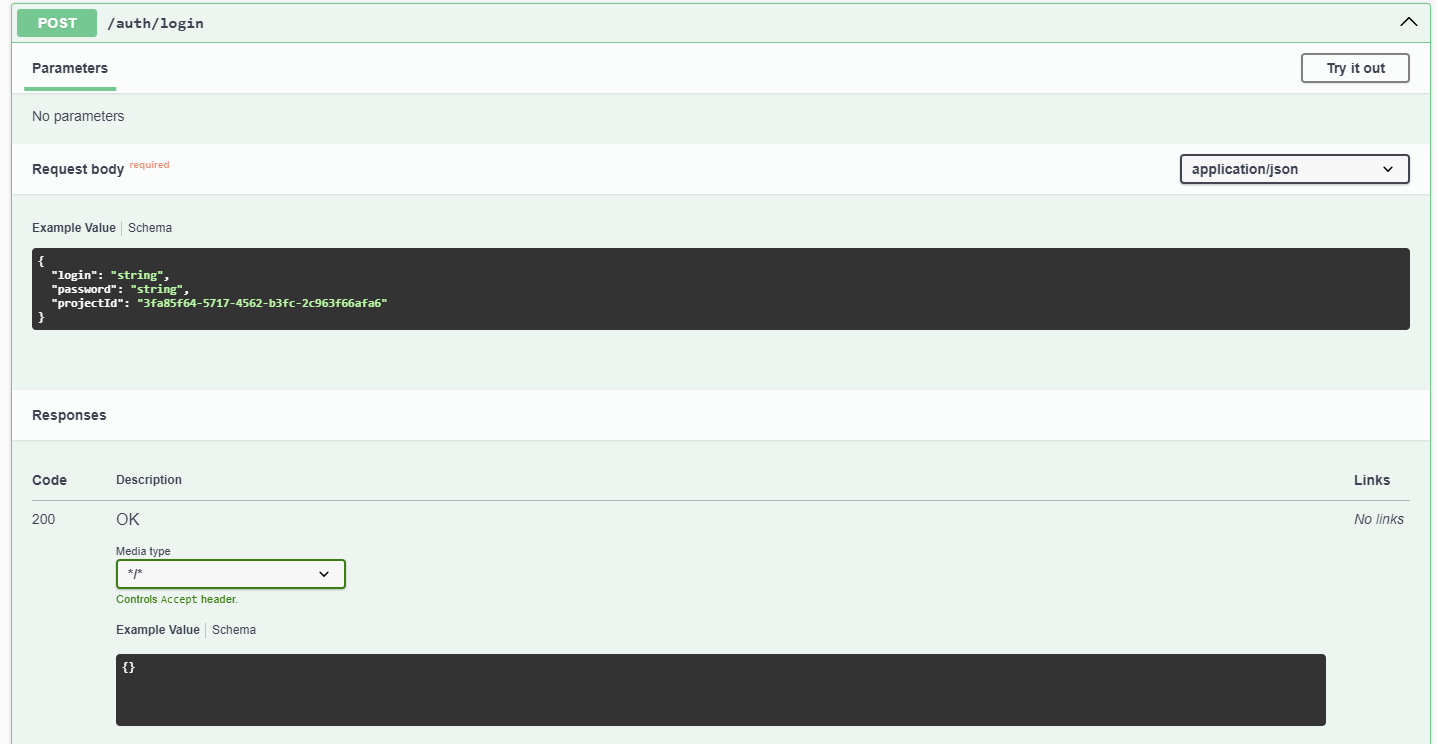 POST /auth/login
Parameters
Try it out
No parameters
Request body required
application/json
Example Value Schema
{
"login": "string",
"password": "string",
"projectId": "3fa85f64-5717-4562-b3fc-2c963f66afa6"
}
Responses
Code Description Links
200 OK No links
Media type
*/*
Controls Accept header.
Example Value Schema
{}